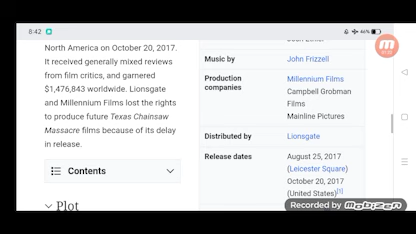 8:42
46%
North America on October 20, 2017.
It received generally mixed reviews
from film critics, and garnered
$1,476,843 worldwide. Lionsgate
and Millennium Films lost the rights
to produce future Texas Chainsaw
Massacre films because of its delay
in release.
Contents
Plot
Music by John Frizzell
Production Millennium Films
companies Campbell Grobman
Films
Mainline Pictures
Distributed by Lionsgate
Release dates August 25, 2017
(Leicester Square)
October 20, 2017
(United States)[1]
Recorded by mobizen